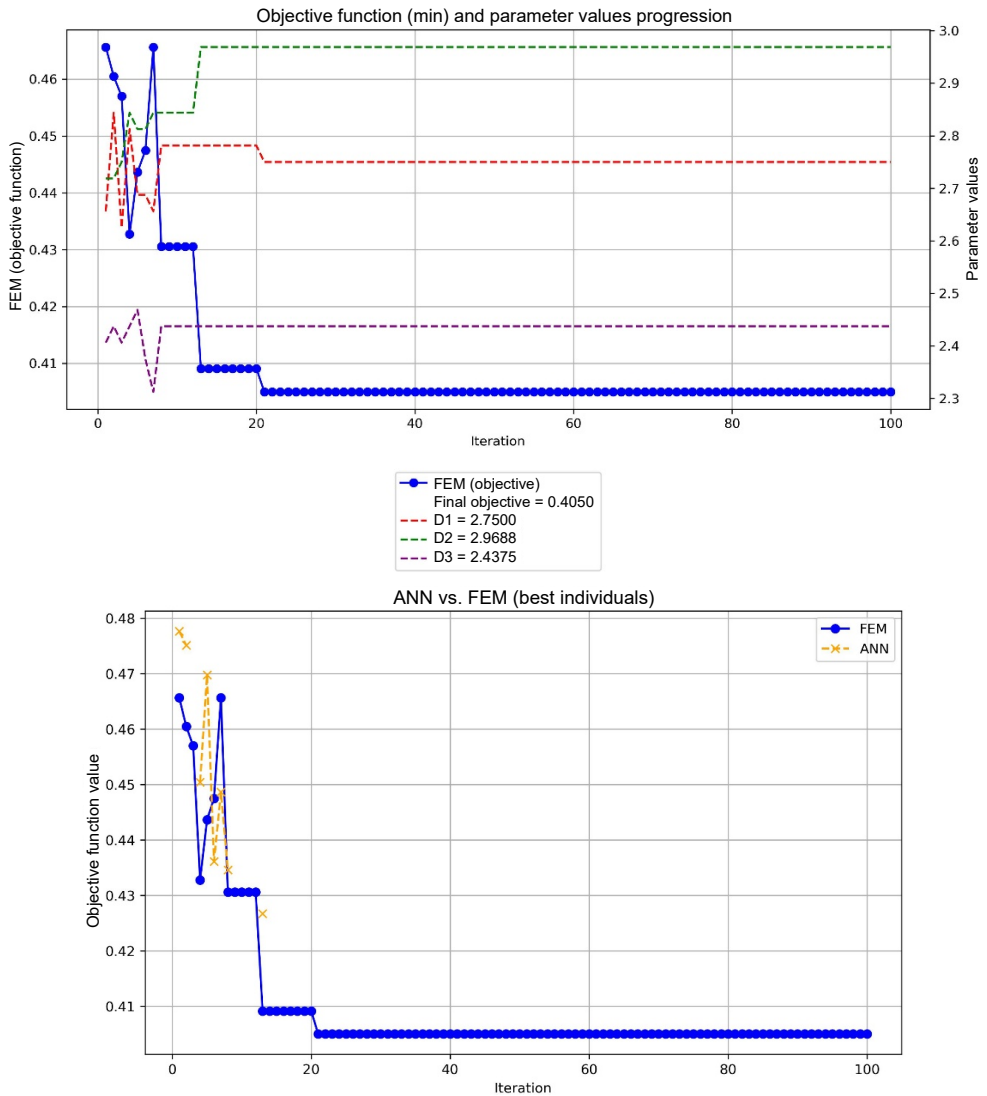 Objective function (min) and parameter values progression
FEM (objective function)
0.46
0.45
0.44
0.43
0.42
0.41
3.0
2.9
2.8
2.7
2.6
2.5
2.4
2.3
Parameter values
0 20 40 60 80 100
Iteration
FEM (objective)
Final objective = 0.4050
D1 = 2.7500
D2 = 2.9688
D3 = 2.4375
ANN vs. FEM (best individuals)
Objective function value
0.48
0.47
0.46
0.45
0.44
0.43
0.42
0.41
FEM
ANN
0 20 40 60 80 100
Iteration